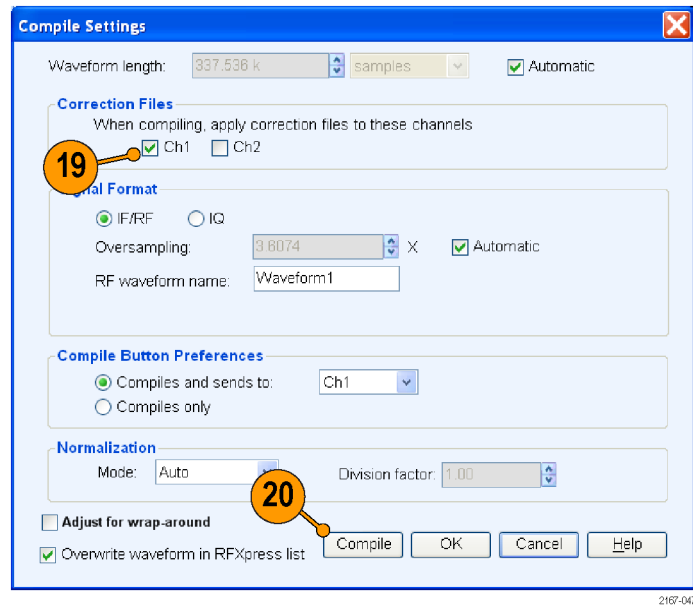 Compile Settings
Waveform length: 337.536 k samples Automatic
Correction Files
When compiling, apply correction files to these channels
19 Ch1 Ch2
nal Format
IF/RF IQ
Oversampling: 3.6074 X Automatic
RF waveform name: Waveform1
Compile Button Preferences
Compiles and sends to: Ch1
Compiles only
Normalization
Mode: Auto Division factor: 1.00
20
Adjust for wrap-around
Overwrite waveform in RFXpress list Compile OK Cancel Help
2167-047